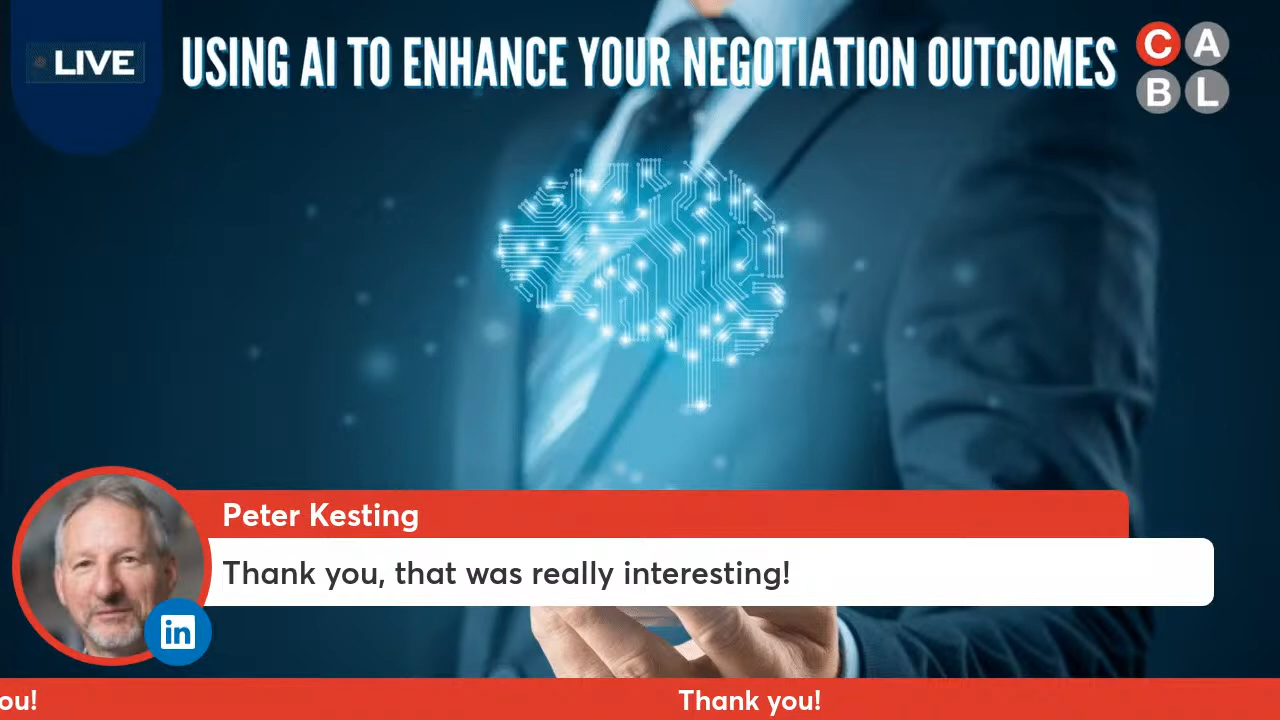 LIVE
USING AI TO ENHANCE YOUR NEGOTIATION OUTCOMES
C A
B L
Peter Kesting
Thank you, that was really interesting!
in
ou!
Thank you!